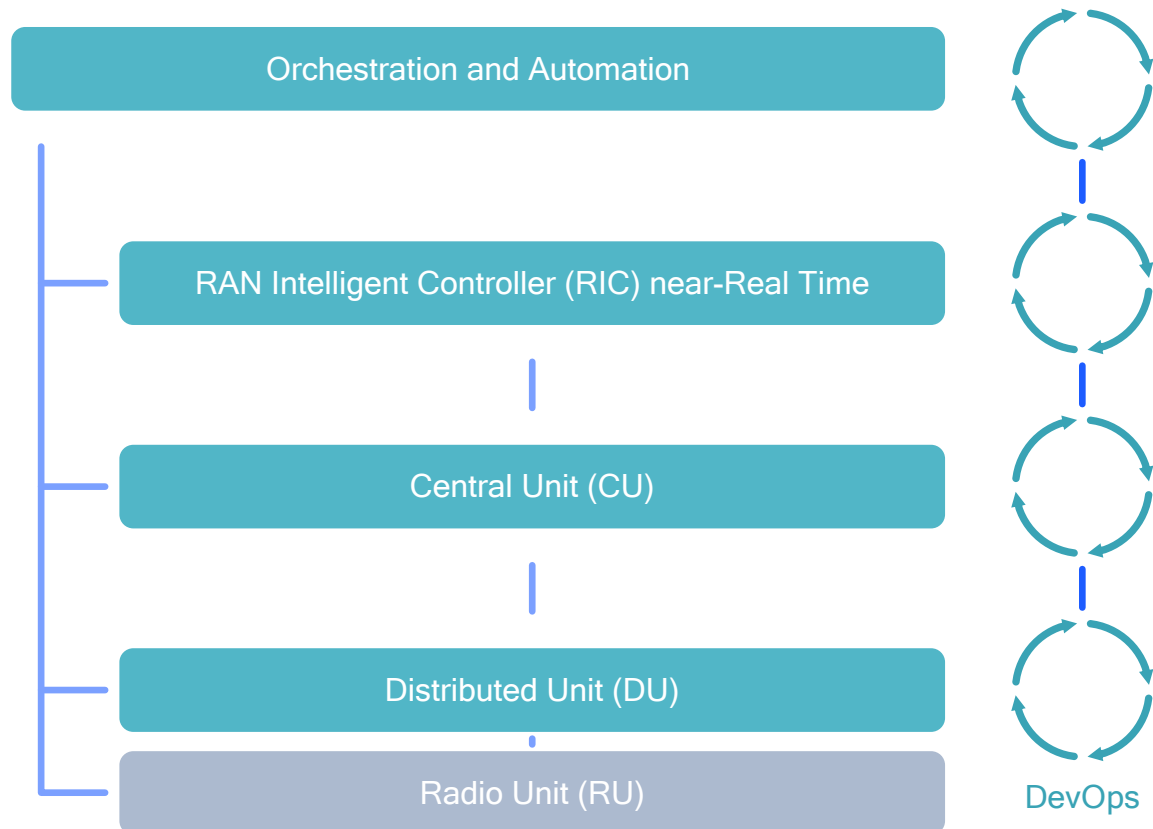 Orchestration and Automation
RAN Intelligent Controller (RIC) near-Real Time
Central Unit (CU)
Distributed Unit (DU)
Radio Unit (RU)
DevOps